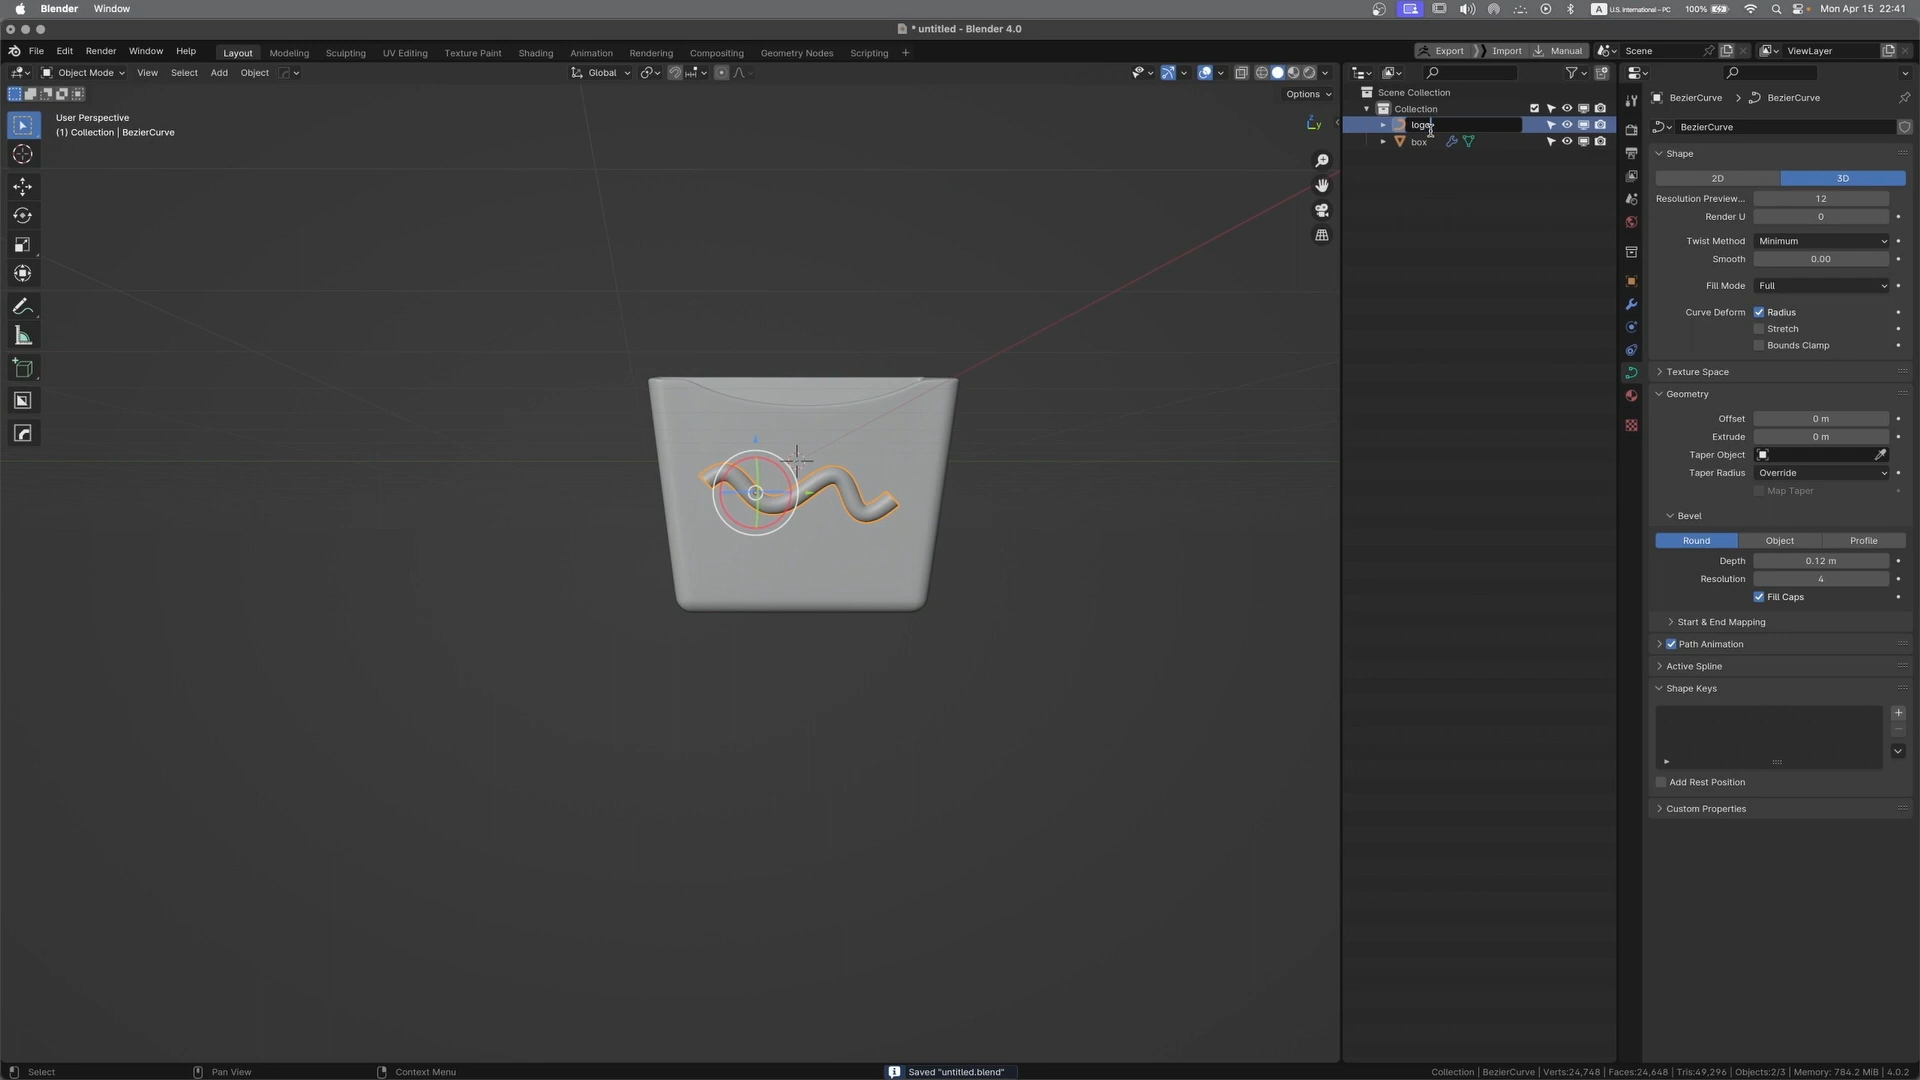 Blender Window
U.S. International – PC 100% Mon Apr 15 22:41
* untitled - Blender 4.0
File Edit Render Window Help Layout Modeling Sculpting UV Editing Texture Paint Shading Animation Rendering Compositing Geometry Nodes Scripting + Export Import Manual Scene ViewLayer
Object Mode View Select Add Object Global
Options
User Perspective
(1) Collection | BezierCurve
Z Y
Scene Collection
Collection
logo
box
BezierCurve > BezierCurve
BezierCurve
Shape
2D 3D
Resolution Preview... 12
Render U 0
Twist Method Minimum
Smooth 0.00
Fill Mode Full
Curve Deform Radius
Stretch
Bounds Clamp
Texture Space
Geometry
Offset 0 m
Extrude 0 m
Taper Object
Taper Radius Override
Map Taper
Bevel
Round Object Profile
Depth 0.12 m
Resolution 4
Fill Caps
Start & End Mapping
Path Animation
Active Spline
Shape Keys
Add Rest Position
Custom Properties
Select Pan View Context Menu Saved "untitled.blend" Collection | BezierCurve | Verts:24,748 | Faces:24,648 | Tris:49,296 | Objects:2/3 | Memory: 784.2 MiB | 4.0.2